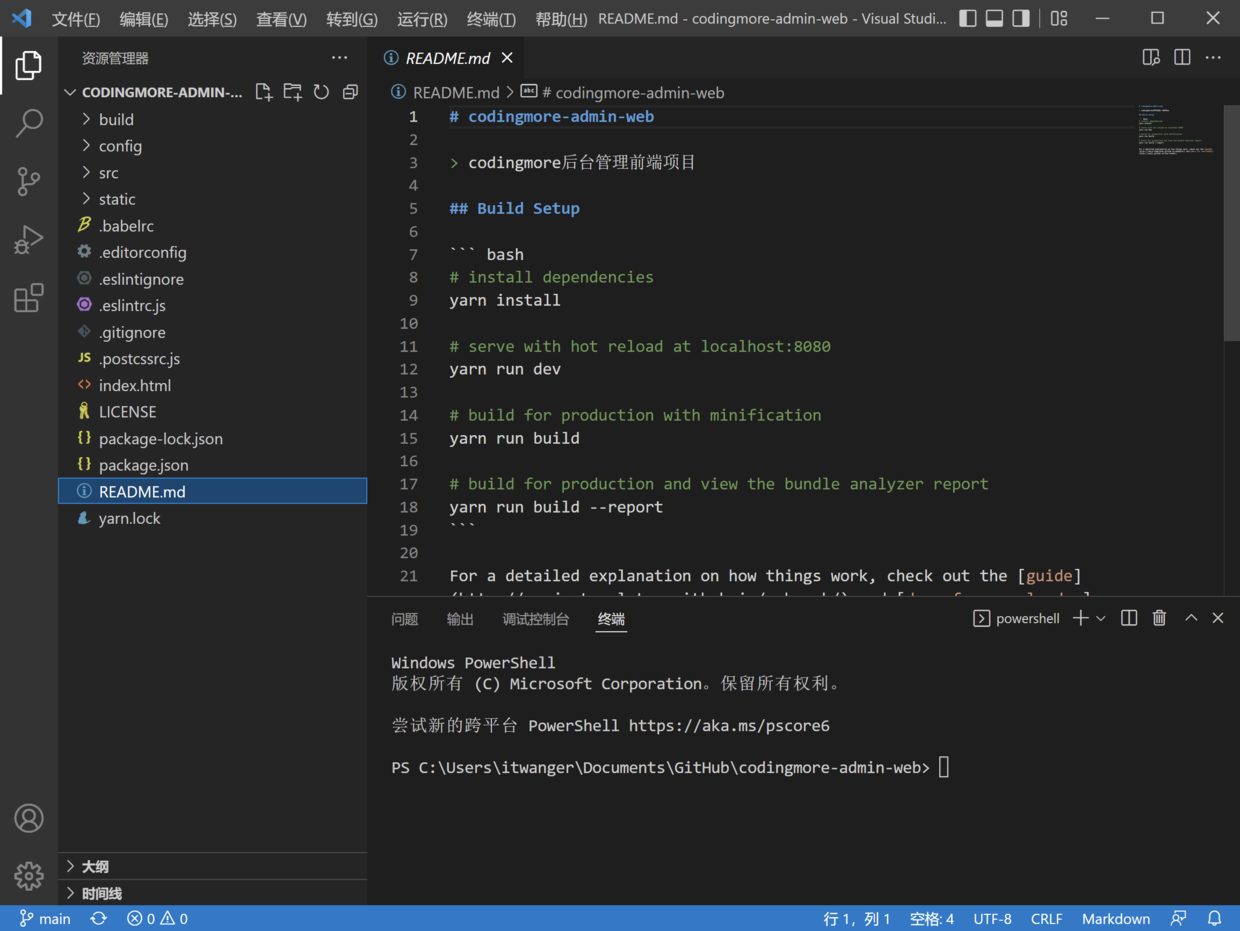 文件(F) 编辑(E) 选择(S) 查看(V) 转到(G) 运行(R) 终端(T) 帮助(H) README.md - codingmore-admin-web - Visual Studi...
资源管理器
CODINGMORE-ADMIN-...
build
config
src
static
.babelrc
.editorconfig
.eslintignore
.eslintrc.js
.gitignore
JS .postcssrc.js
index.html
LICENSE
{} package-lock.json
{} package.json
README.md
yarn.lock
大纲
时间线
README.md
README.md > # codingmore-admin-web
1 # codingmore-admin-web
2
3 > codingmore后台管理前端项目
4
5 ## Build Setup
6
7 ``` bash
8 # install dependencies
9 yarn install
10
11 # serve with hot reload at localhost:8080
12 yarn run dev
13
14 # build for production with minification
15 yarn run build
16
17 # build for production and view the bundle analyzer report
18 yarn run build --report
19 ```
20
21 For a detailed explanation on how things work, check out the [guide]
问题 输出 调试控制台 终端 powershell
Windows PowerShell
版权所有 (C) Microsoft Corporation。保留所有权利。
尝试新的跨平台 PowerShell https://aka.ms/pscore6
PS C:\Users\itwanger\Documents\GitHub\codingmore-admin-web>
main 0 0 行 1，列 1 空格: 4 UTF-8 CRLF Markdown